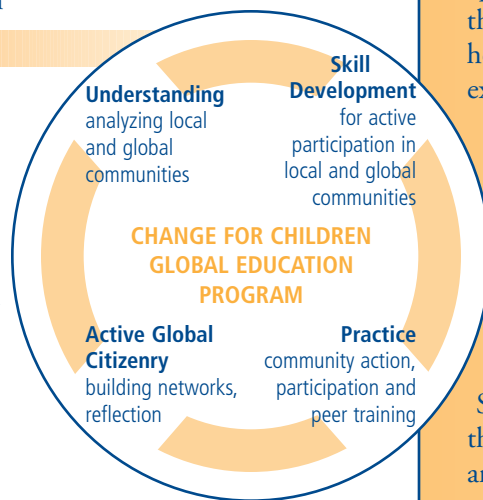 Understanding
analyzing local
and global
communities
Skill
Development
for active
participation in
local and global
communities
CHANGE FOR CHILDREN
GLOBAL EDUCATION
PROGRAM
Active Global
Citizenry
building networks,
reflection
Practice
community action,
participation and
peer training